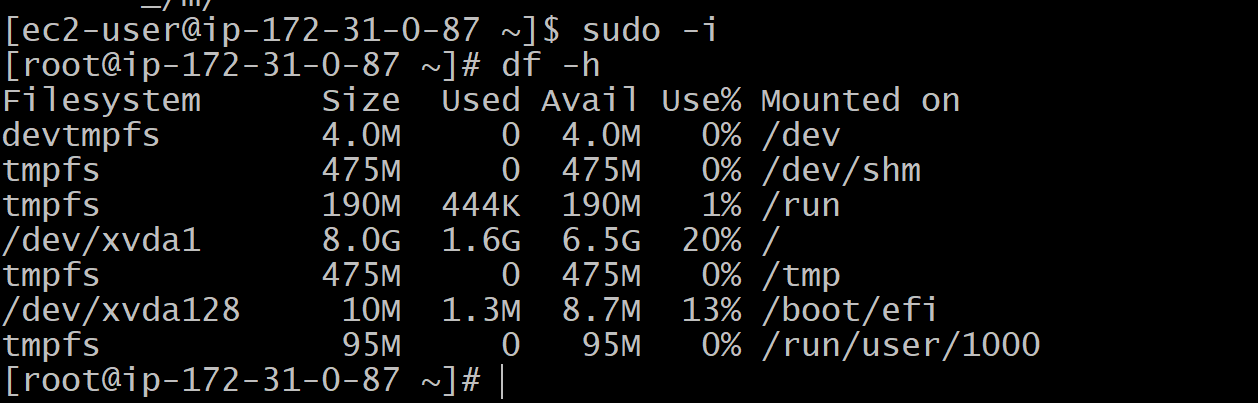 _/m/
[ec2-user@ip-172-31-0-87 ~]$ sudo -i
[root@ip-172-31-0-87 ~]# df -h
Filesystem      Size  Used Avail Use% Mounted on
devtmpfs        4.0M     0  4.0M   0% /dev
tmpfs           475M     0  475M   0% /dev/shm
tmpfs           190M  444K  190M   1% /run
/dev/xvda1      8.0G  1.6G  6.5G  20% /
tmpfs           475M     0  475M   0% /tmp
/dev/xvda128     10M  1.3M  8.7M  13% /boot/efi
tmpfs            95M     0   95M   0% /run/user/1000
[root@ip-172-31-0-87 ~]#